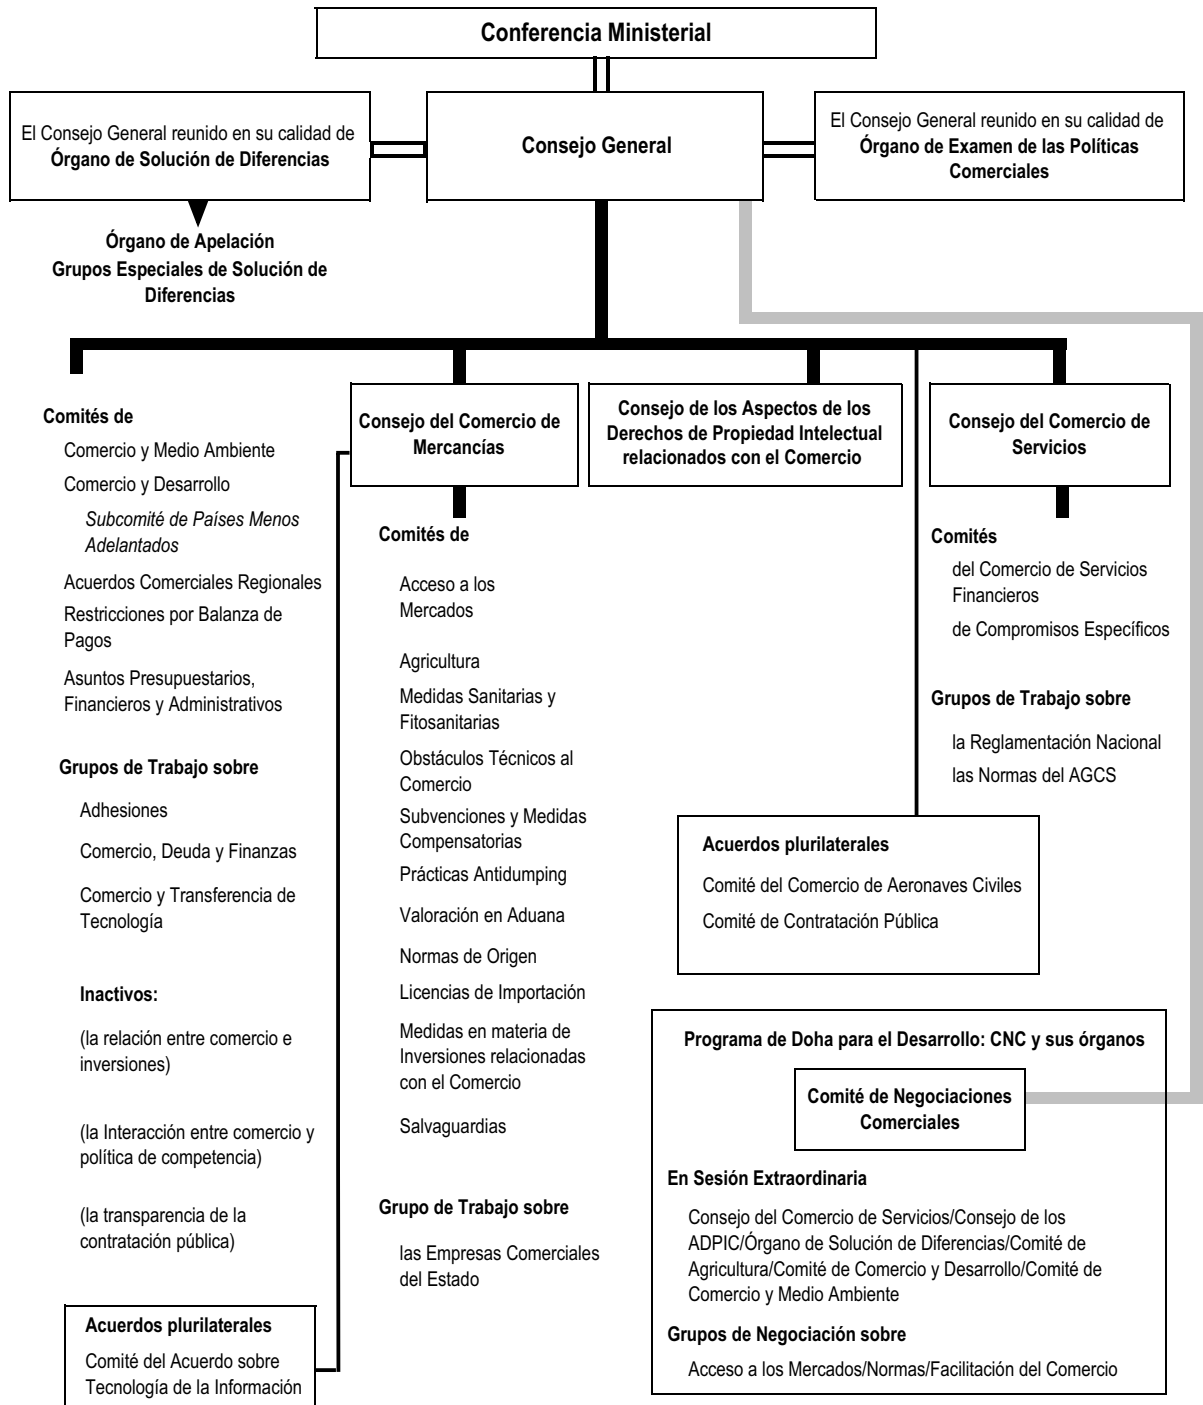 Conferencia Ministerial
El Consejo General reunido en su calidad de
Órgano de Solución de Diferencias
Consejo General
El Consejo General reunido en su calidad de
Órgano de Examen de las Políticas
Comerciales
Órgano de Apelación
Grupos Especiales de Solución de
Diferencias
Comités de
Comercio y Medio Ambiente
Comercio y Desarrollo
Subcomité de Países Menos
Adelantados
Acuerdos Comerciales Regionales
Restricciones por Balanza de
Pagos
Asuntos Presupuestarios,
Financieros y Administrativos
Grupos de Trabajo sobre
Adhesiones
Comercio, Deuda y Finanzas
Comercio y Transferencia de
Tecnología
Inactivos:
(la relación entre comercio e
inversiones)
(la Interacción entre comercio y
política de competencia)
(la transparencia de la
contratación pública)
Acuerdos plurilaterales
Comité del Acuerdo sobre
Tecnología de la Información
Consejo del Comercio de
Mercancías
Comités de
Acceso a los
Mercados
Agricultura
Medidas Sanitarias y
Fitosanitarias
Obstáculos Técnicos al
Comercio
Subvenciones y Medidas
Compensatorias
Prácticas Antidumping
Valoración en Aduana
Normas de Origen
Licencias de Importación
Medidas en materia de
Inversiones relacionadas
con el Comercio
Salvaguardias
Grupo de Trabajo sobre
las Empresas Comerciales
del Estado
Consejo de los Aspectos de los
Derechos de Propiedad Intelectual
relacionados con el Comercio
Consejo del Comercio de
Servicios
Comités
del Comercio de Servicios
Financieros
de Compromisos Específicos
Grupos de Trabajo sobre
la Reglamentación Nacional
las Normas del AGCS
Acuerdos plurilaterales
Comité del Comercio de Aeronaves Civiles
Comité de Contratación Pública
Programa de Doha para el Desarrollo: CNC y sus órganos
Comité de Negociaciones
Comerciales
En Sesión Extraordinaria
Consejo del Comercio de Servicios/Consejo de los
ADPIC/Órgano de Solución de Diferencias/Comité de
Agricultura/Comité de Comercio y Desarrollo/Comité de
Comercio y Medio Ambiente
Grupos de Negociación sobre
Acceso a los Mercados/Normas/Facilitación del Comercio